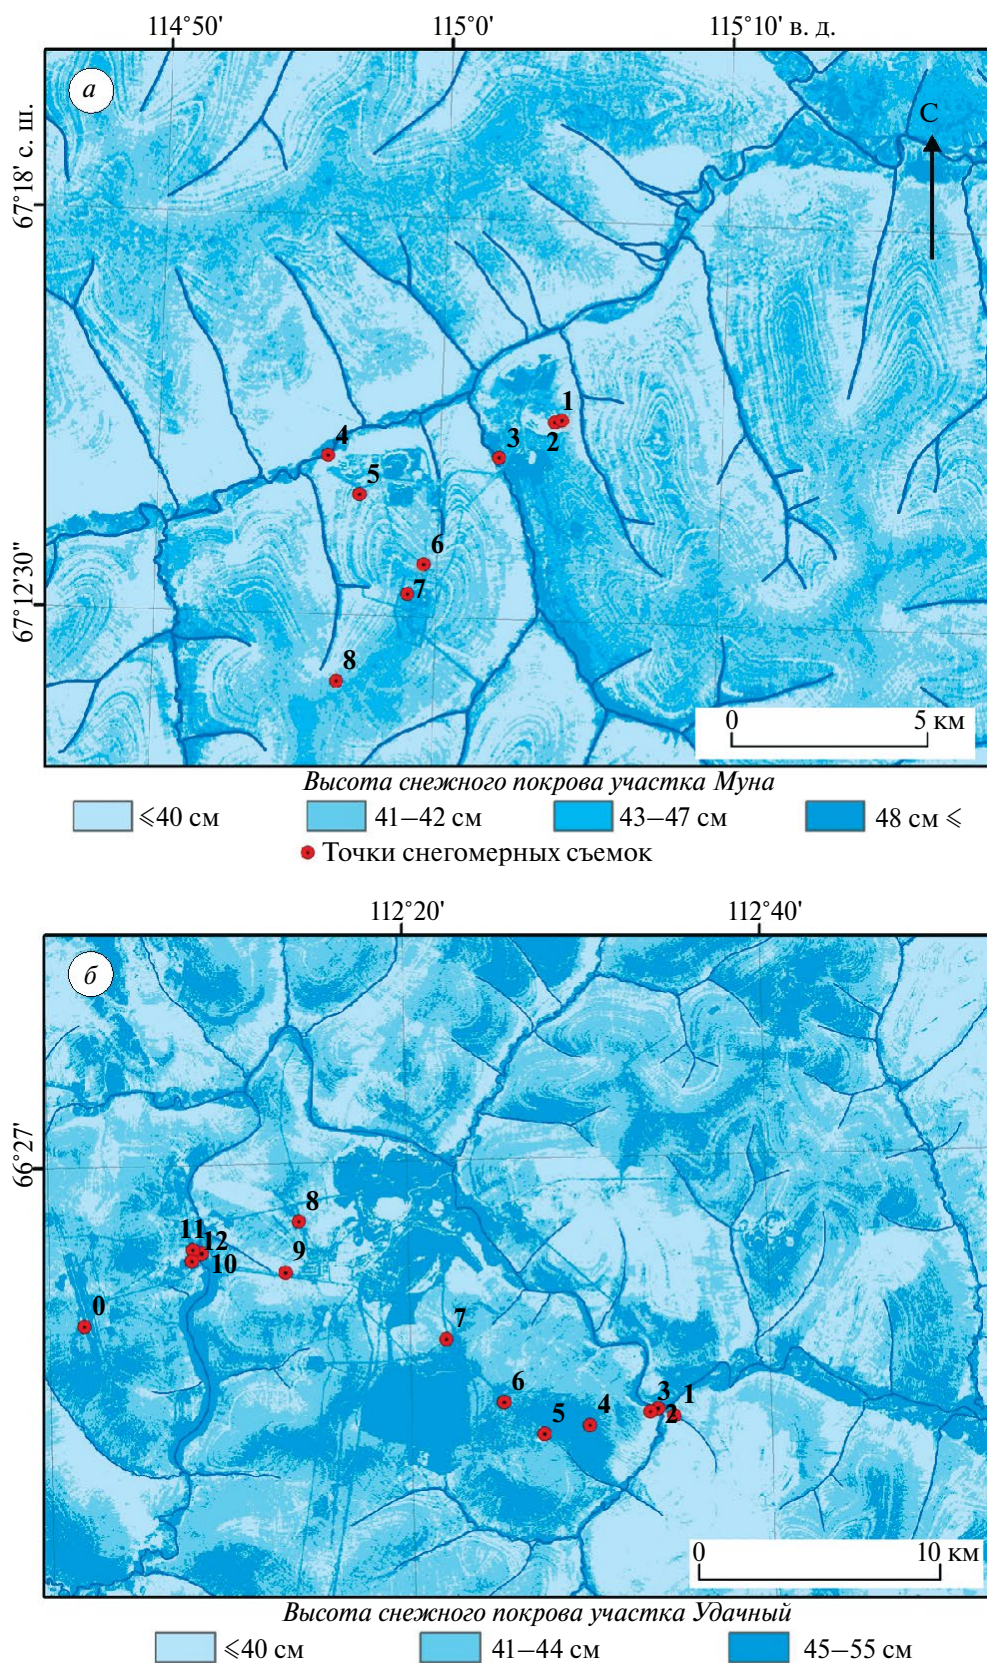 114°50' 115°0' 115°10' в. д.
а
С
67°18' с. ш.
1
2
3
4
5
6
67°12'30"
7
8
0 5 км
Высота снежного покрова участка Муна
⩽40 см 41–42 см 43–47 см 48 см ⩽
Точки снегомерных съемок
112°20' 112°40'
б
66°27'
8
11
12
9
10
0
7
6
3
1
2
5
4
0 10 км
Высота снежного покрова участка Удачный
⩽40 см 41–44 см 45–55 см